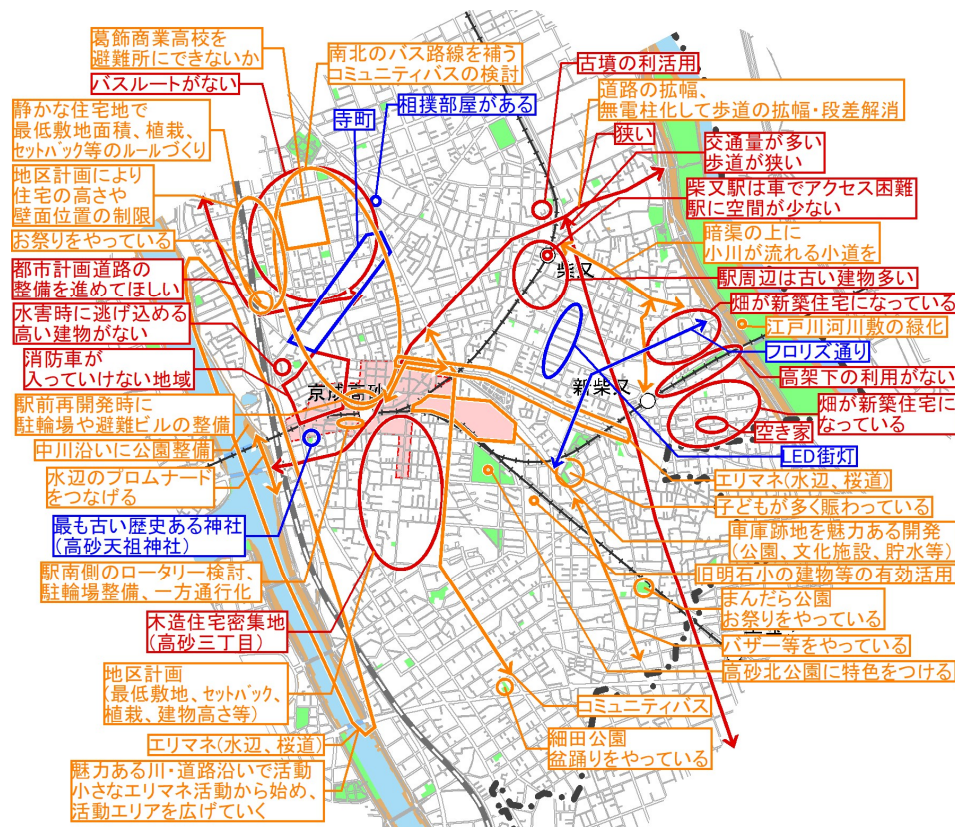 葛飾商業高校を
避難所にできないか
バスルートがない
南北のバス路線を補う
コミュニティバスの検討
相撲部屋がある
寺町
古墳の利活用
道路の拡幅、
無電柱化して歩道の拡幅・段差解消
狭い
交通量が多い
歩道が狭い
柴又駅は車でアクセス困難
駅に空間が少ない
暗渠の上に
小川が流れる小道を
駅周辺は古い建物多い
畑が新築住宅になっている
江戸川河川敷の緑化
フロリズ通り
高架下の利用がない
畑が新築住宅に
なっている
空き家
LED街灯
静かな住宅地で
最低敷地面積、植栽、
セットバック等のルールづくり
地区計画により
住宅の高さや
壁面位置の制限
お祭りをやっている
都市計画道路の
整備を進めてほしい
水害時に逃げ込める
高い建物がない
消防車が
入っていけない地域
駅前再開発時に
駐輪場や避難ビルの整備
中川沿いに公園整備
水辺のプロムナード
をつなげる
最も古い歴史ある神社
(高砂天祖神社)
駅南側のロータリー検討、
駐輪場整備、一方通行化
木造住宅密集地
(高砂三丁目)
地区計画
(最低敷地、セットバック、
植栽、建物高さ等)
エリマネ(水辺、桜道)
魅力ある川・道路沿いで活動
小さなエリマネ活動から始め、
活動エリアを広げていく
柴又
京成高砂
新柴又
エリマネ(水辺、桜道)
子どもが多く賑わっている
車庫跡地を魅力ある開発
(公園、文化施設、貯水等)
旧明石小の建物等の有効活用
まんだら公園
お祭りをやっている
バザー等をやっている
高砂北公園に特色をつける
コミュニティバス
細田公園
盆踊りをやっている